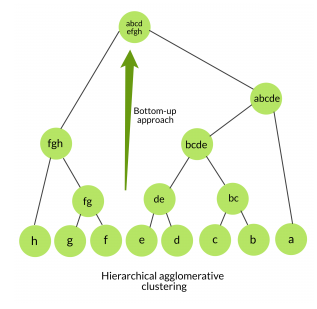 abcd
efgh
abcde
Bottom-up
approach
fgh
bcde
fg
de
bc
h
g
f
e
d
c
b
a
Hierarchical agglomerative
clustering